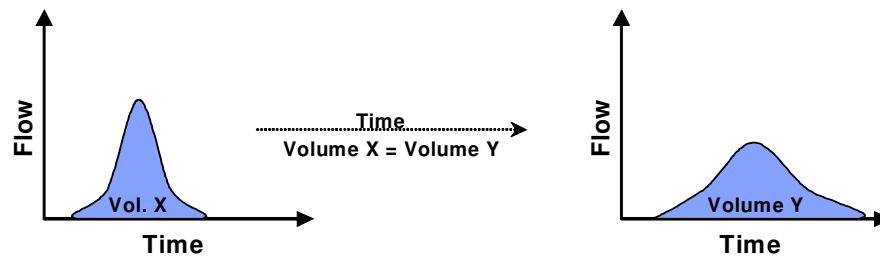 Flow
Vol. X
Time
Time
Volume X = Volume Y
Flow
Volume Y
Time